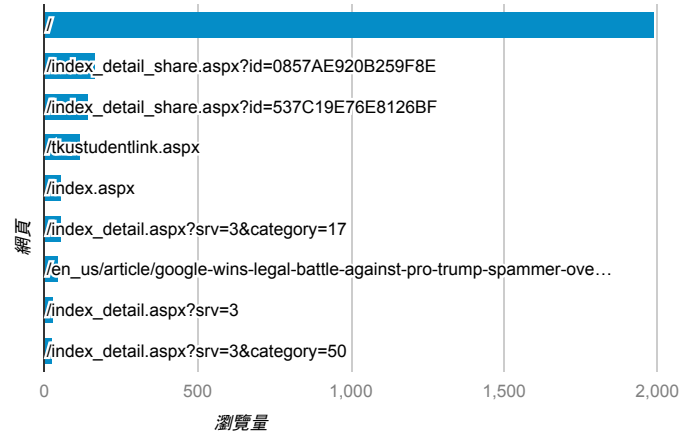 /
/index_detail_share.aspx?id=0857AE920B259F8E
/index_detail_share.aspx?id=537C19E76E8126BF
/tkustudentlink.aspx
/index.aspx
/index_detail.aspx?srv=3&category=17
/en_us/article/google-wins-legal-battle-against-pro-trump-spammer-ove…
/index_detail.aspx?srv=3
/index_detail.aspx?srv=3&category=50
網頁
0 500 1,000 1,500 2,000
瀏覽量